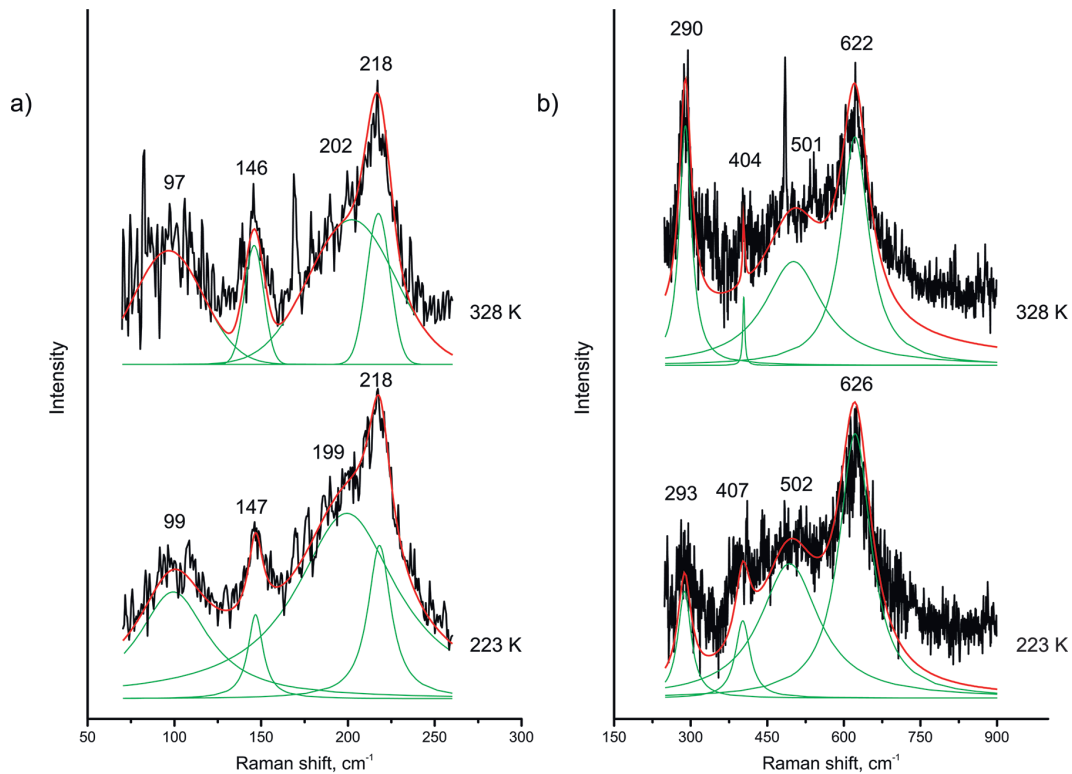 a)
218
202
146
97
328 K
218
199
147
99
223 K
Intensity
50 100 150 200 250 300
Raman shift, cm-1
b)
290
622
501
404
328 K
626
502
407
293
223 K
Intensity
150 300 450 600 750 900
Raman shift, cm-1